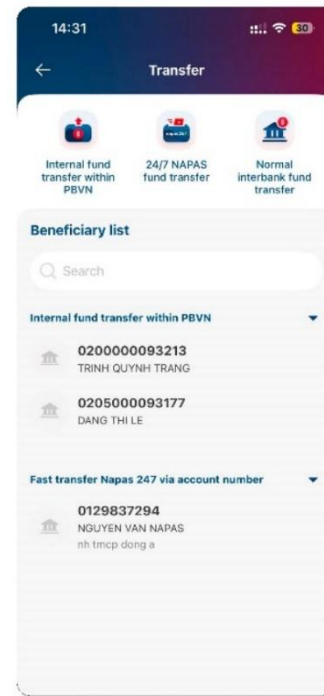 14:31
30
Transfer
Internal fund
transfer within
PBVN
24/7 NAPAS
fund transfer
Normal
interbank fund
transfer
Beneficiary list
Search
Internal fund transfer within PBVN
0200000093213
TRINH QUYNH TRANG
0205000093177
DANG THI LE
Fast transfer Napas 247 via account number
0129837294
NGUYEN VAN NAPAS
nh tmcp dong a